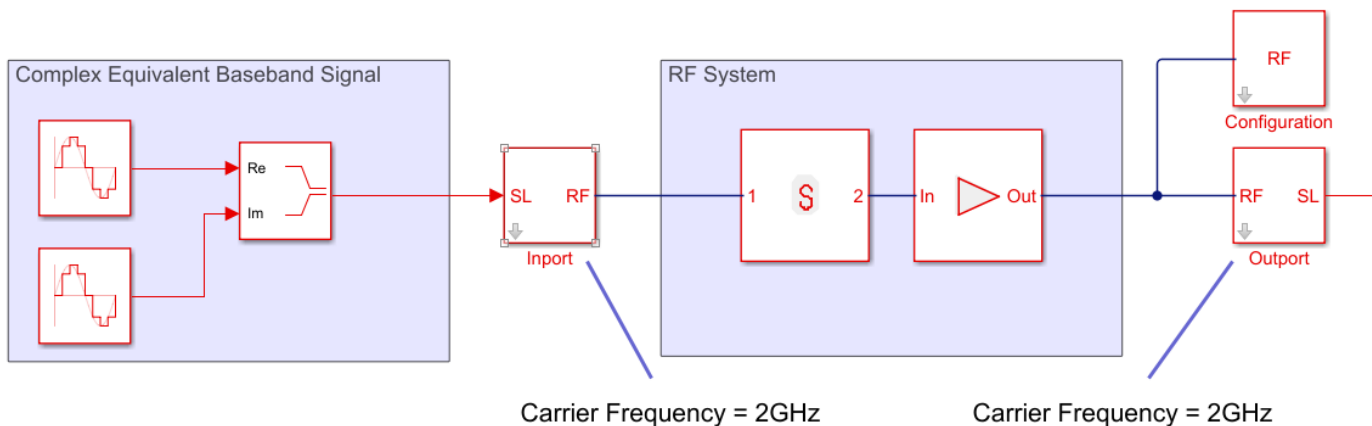 Complex Equivalent Baseband Signal
Re
Im
SL RF
Inport
RF System
1 S 2
In Out
RF
Configuration
RF SL
Outport
Carrier Frequency = 2GHz
Carrier Frequency = 2GHz